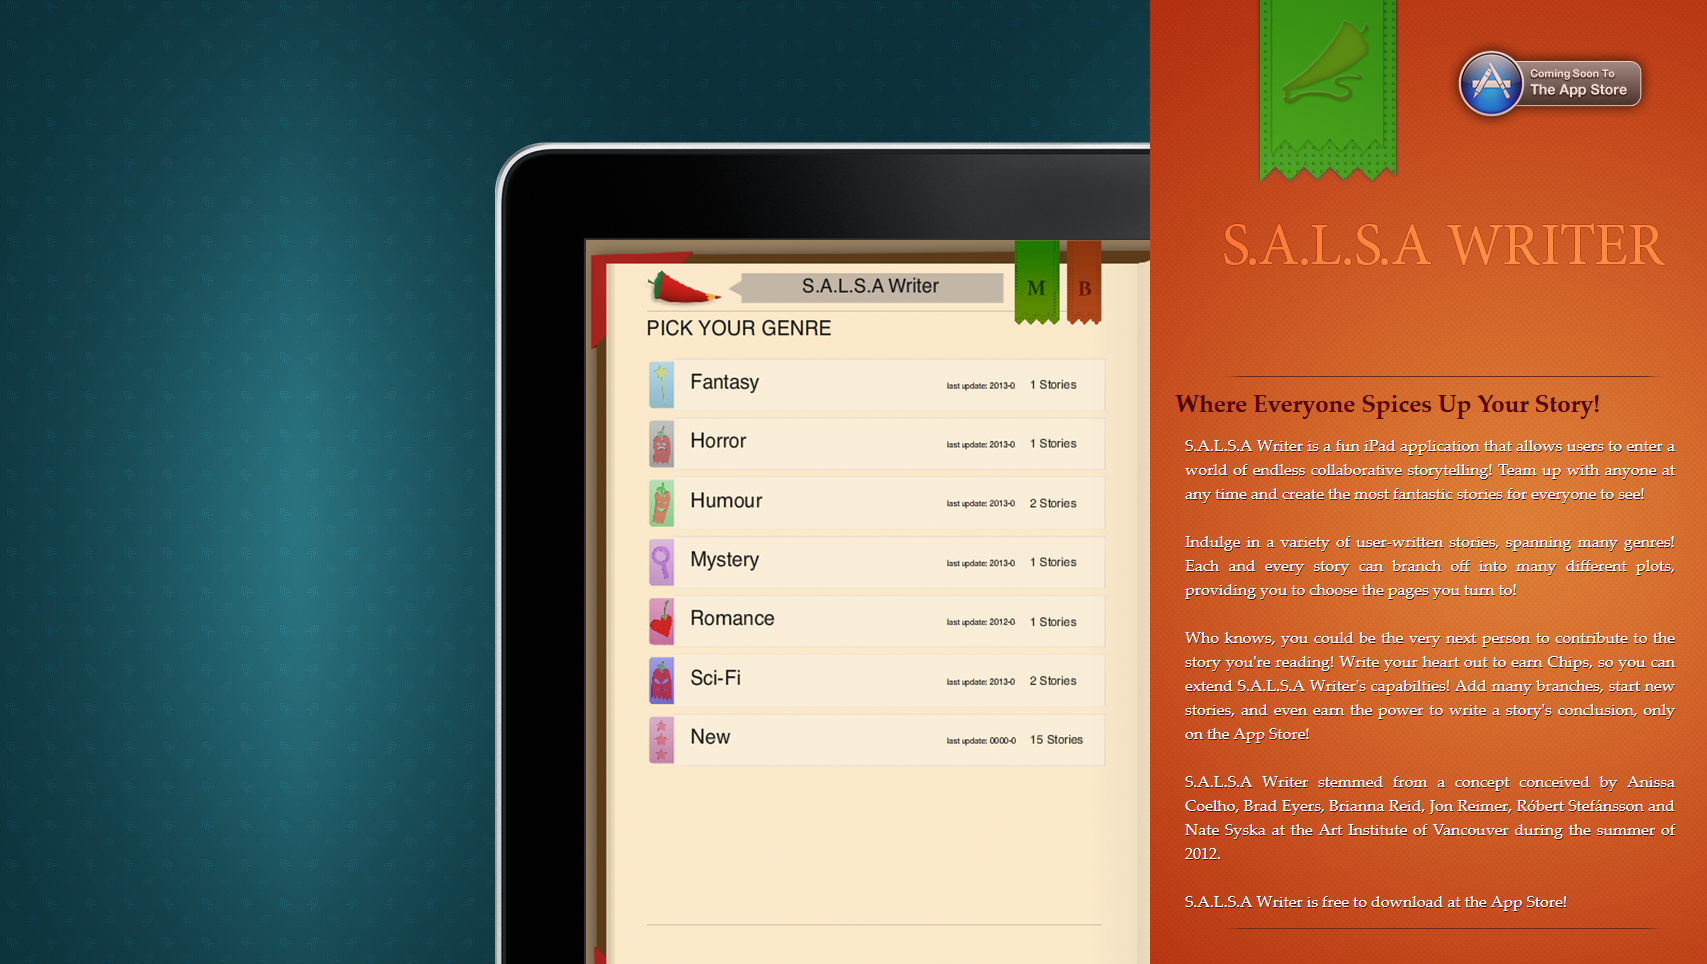 S.A.L.S.A Writer
M
B
PICK YOUR GENRE
Fantasy last update: 2013-0 1 Stories
Horror last update: 2013-0 1 Stories
Humour last update: 2013-0 2 Stories
Mystery last update: 2013-0 1 Stories
Romance last update: 2012-0 1 Stories
Sci-Fi last update: 2013-0 2 Stories
New last update: 0000-0 15 Stories
Coming Soon To
The App Store
S.A.L.S.A WRITER
Where Everyone Spices Up Your Story!
S.A.L.S.A Writer is a fun iPad application that allows users to enter a
world of endless collaborative storytelling! Team up with anyone at
any time and create the most fantastic stories for everyone to see!
Indulge in a variety of user-written stories, spanning many genres!
Each and every story can branch off into many different plots,
providing you to choose the pages you turn to!
Who knows, you could be the very next person to contribute to the
story you're reading! Write your heart out to earn Chips, so you can
extend S.A.L.S.A Writer's capabilties! Add many branches, start new
stories, and even earn the power to write a story's conclusion, only
on the App Store!
S.A.L.S.A Writer stemmed from a concept conceived by Anissa
Coelho, Brad Eyers, Brianna Reid, Jon Reimer, Róbert Stefánsson and
Nate Syska at the Art Institute of Vancouver during the summer of
2012.
S.A.L.S.A Writer is free to download at the App Store!